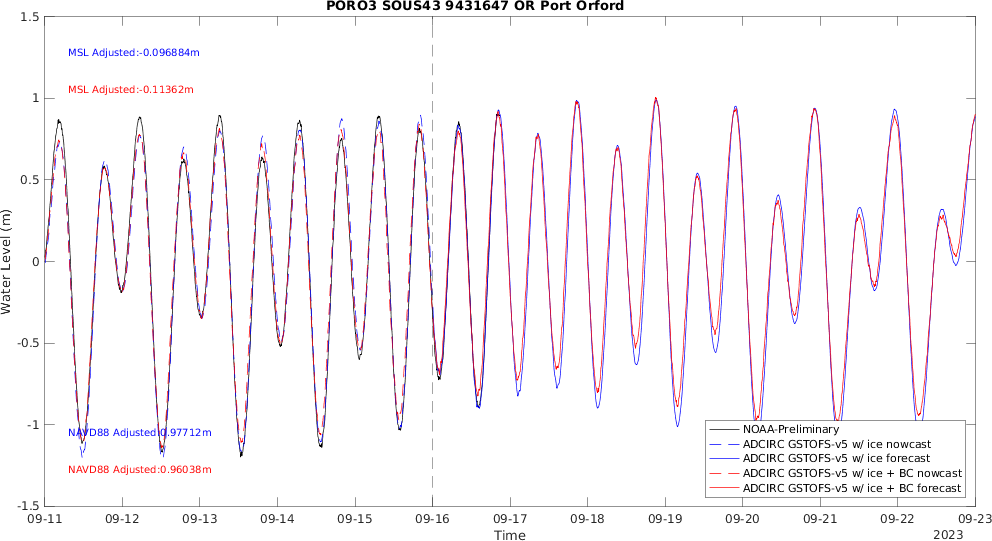 PORO3 SOUS43 9431647 OR Port Orford
MSL Adjusted:-0.096884m
MSL Adjusted:-0.11362m
NAVD88 Adjusted:0.97712m
NAVD88 Adjusted:0.96038m
Water Level (m)
1.5
1
0.5
0
-0.5
-1
-1.5
NOAA-Preliminary
ADCIRC GSTOFS-v5 w/ ice nowcast
ADCIRC GSTOFS-v5 w/ ice forecast
ADCIRC GSTOFS-v5 w/ ice + BC nowcast
ADCIRC GSTOFS-v5 w/ ice + BC forecast
09-11 09-12 09-13 09-14 09-15 09-16 09-17 09-18 09-19 09-20 09-21 09-22 09-23
Time
2023